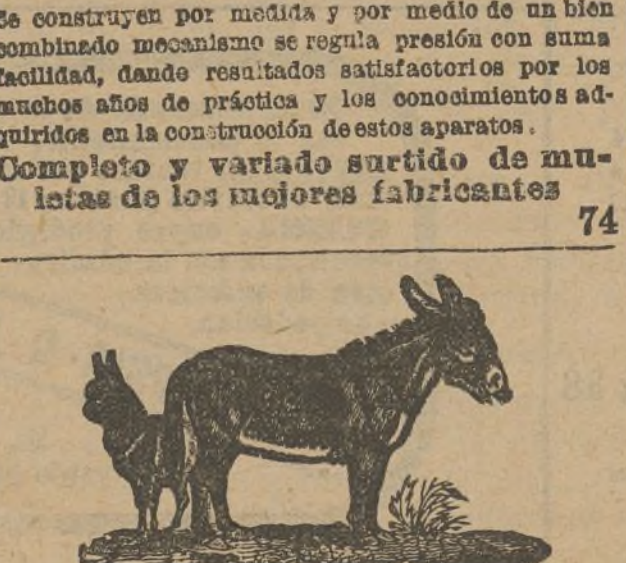 Se construyen por medida y por medio de un bien
combinado mecanismo se regula presión con suma
facilidad, dande resultados satisfactorios por los
muchos años de práctica y los conocimientos ad-
quiridos en la construcción de estos aparatos.
Completo y variado surtido de mu-
letas de los mejores fabricantes
74